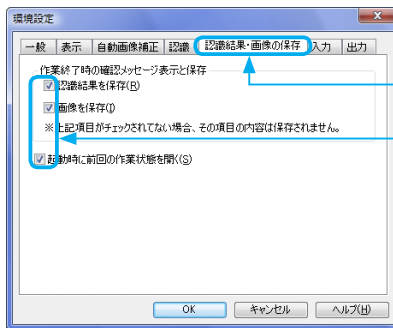 環境設定
一般 表示 自動画像補正 認識 認識結果・画像の保存 入力 出力
作業終了時の確認メッセージ表示と保存
認識結果を保存(R)
画像を保存(I)
※上記項目がチェックされてない場合、その項目の内容は保存されません。
起動時に前回の作業状態を開く(S)
OK キャンセル ヘルプ(H)